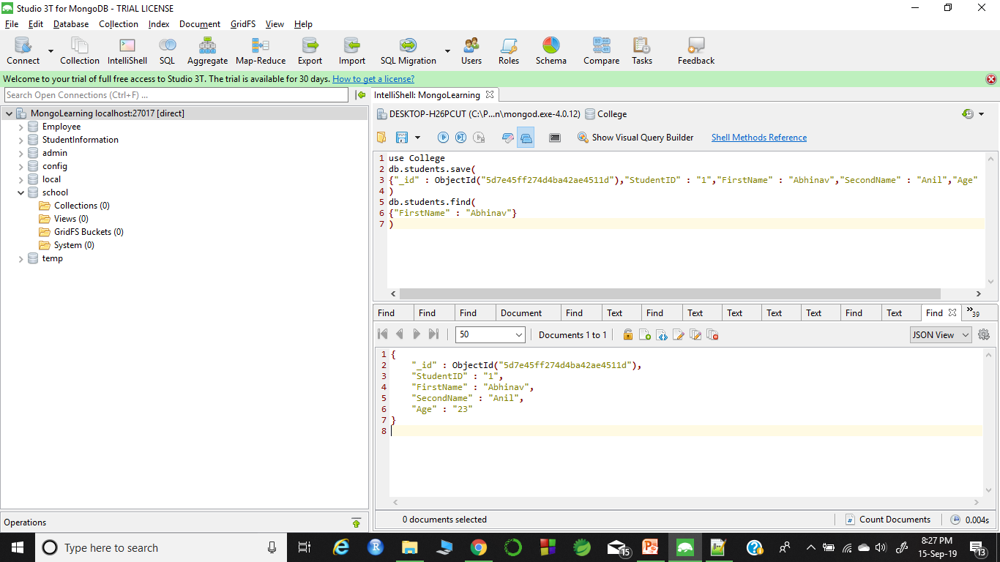 Studio 3T for MongoDB - TRIAL LICENSE
File Edit Database Collection Index Document GridFS View Help
Connect Collection IntelliShell SQL Aggregate Map-Reduce Export Import SQL Migration Users Roles Schema Compare Tasks Feedback
Welcome to your trial of full free access to Studio 3T. The trial is available for 30 days. How to get a license?
Search Open Connections (Ctrl+F) ...
MongoLearning localhost:27017 [direct]
Employee
StudentInformation
admin
config
local
school
Collections (0)
Views (0)
GridFS Buckets (0)
System (0)
temp
Operations
IntelliShell: MongoLearning
DESKTOP-H26PCUT (C:\P...n\mongod.exe-4.0.12) College
Show Visual Query Builder Shell Methods Reference
1 use College
2 db.students.save(
3 {"_id" : ObjectId("5d7e45ff274d4ba42ae4511d"),"StudentID" : "1","FirstName" : "Abhinav","SecondName" : "Anil","Age"
4 )
5 db.students.find(
6 {"FirstName" : "Abhinav"}
7 )
Find Find Find Document Find Text Find Text Text Text Text Find Text Find »39
50 Documents 1 to 1 JSON View
1 {
2 "_id" : ObjectId("5d7e45ff274d4ba42ae4511d"),
3 "StudentID" : "1",
4 "FirstName" : "Abhinav",
5 "SecondName" : "Anil",
6 "Age" : "23"
7 }
8
0 documents selected Count Documents 0.004s
Type here to search 15 8:27 PM
15-Sep-19 13